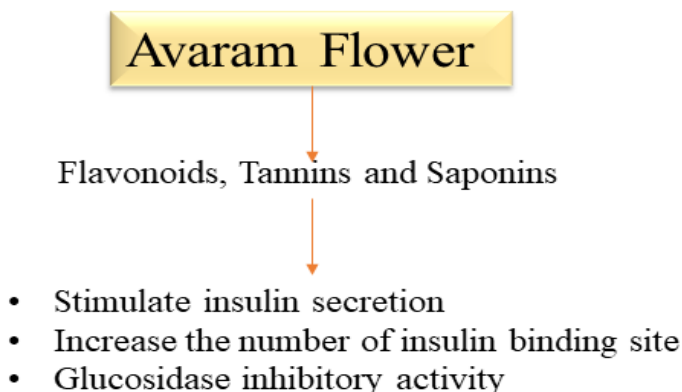 Avaram Flower
Flavonoids, Tannins and Saponins
• Stimulate insulin secretion
• Increase the number of insulin binding site
• Glucosidase inhibitory activity